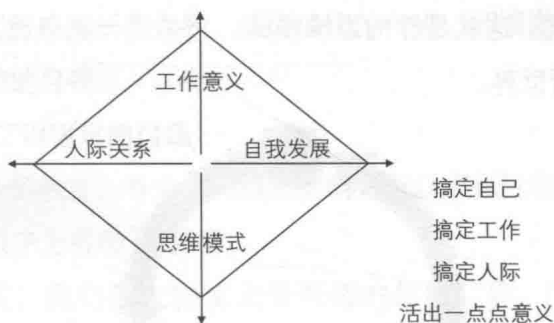 工作意义
人际关系 自我发展
思维模式
搞定自己
搞定工作
搞定人际
活出一点点意义